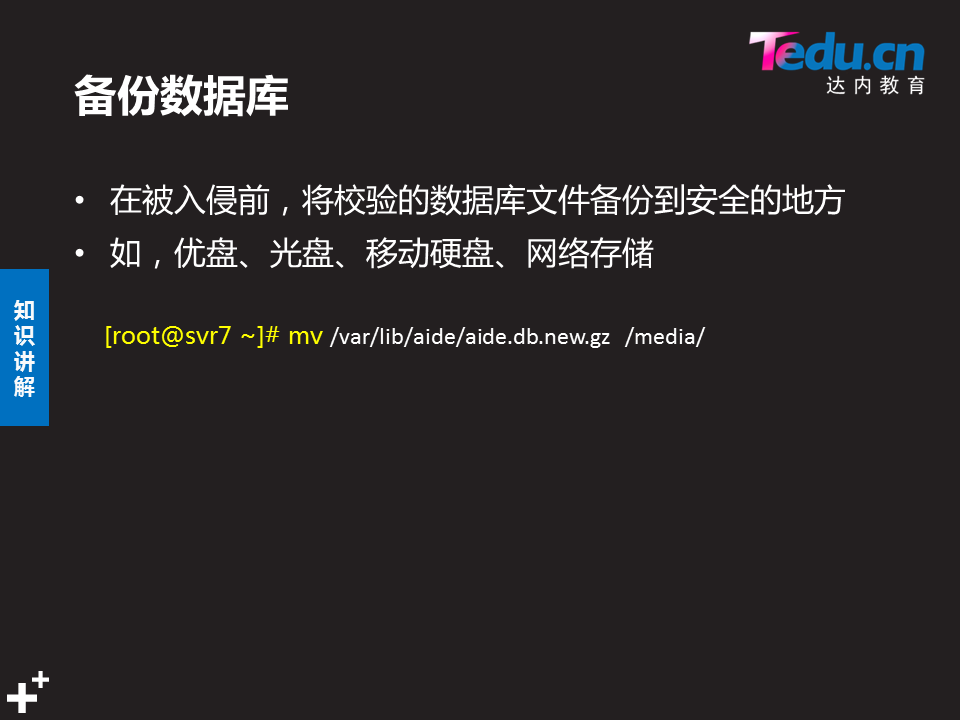 Tedu.cn
达内教育
备份数据库
• 在被入侵前，将校验的数据库文件备份到安全的地方
• 如，优盘、光盘、移动硬盘、网络存储
知识讲解
[root@svr7 ~]# mv /var/lib/aide/aide.db.new.gz /media/